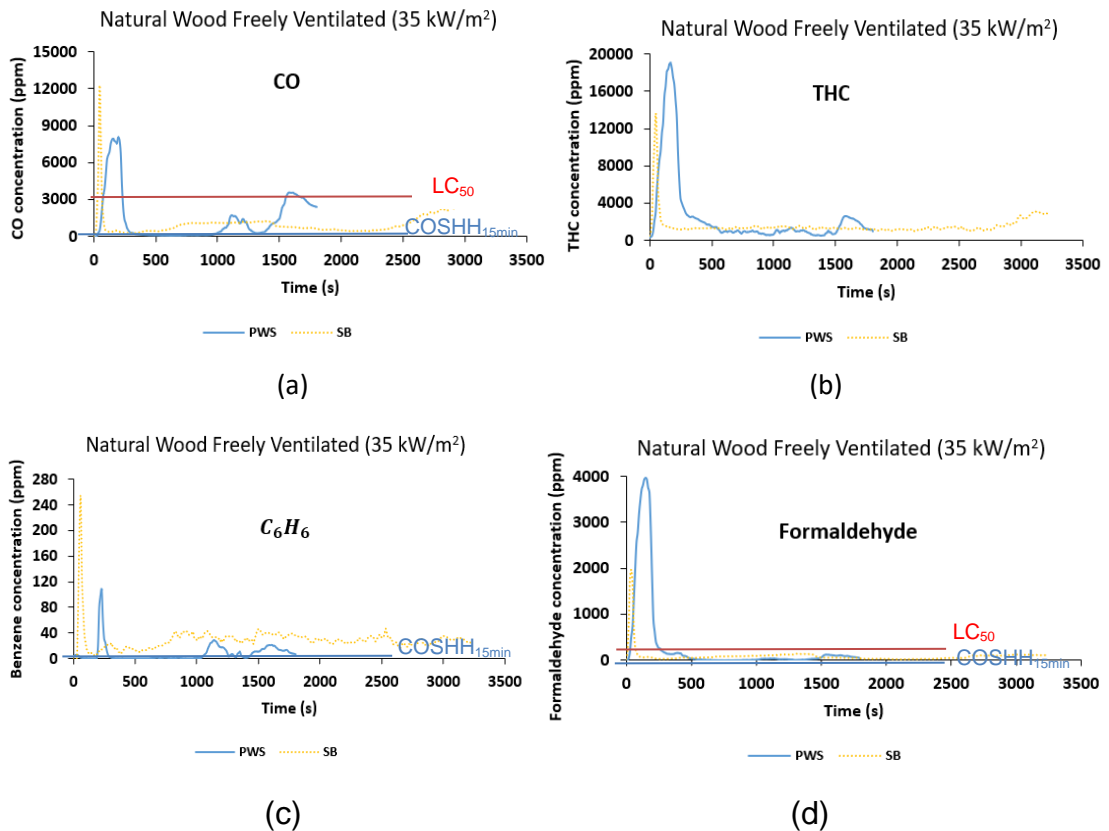 Natural Wood Freely Ventilated (35 kW/m²)
CO concentration (ppm)
15000
12000
9000
6000
3000
0
CO
LC₅₀
COSHH₁₅ₘᵢₙ
0 500 1000 1500 2000 2500 3000 3500
Time (s)
PWS SB
(a)
Natural Wood Freely Ventilated (35 kW/m²)
THC concentration (ppm)
20000
16000
12000
8000
4000
0
THC
0 500 1000 1500 2000 2500 3000 3500
Time (s)
PWS SB
(b)
Natural Wood Freely Ventilated (35 kW/m²)
Benzene concentration (ppm)
280
240
200
160
120
80
40
0
C₆H₆
COSHH₁₅ₘᵢₙ
0 500 1000 1500 2000 2500 3000 3500
Time (s)
PWS SB
(c)
Natural Wood Freely Ventilated (35 kW/m²)
Formaldehyde concentration (ppm)
4000
3000
2000
1000
0
Formaldehyde
LC₅₀
COSHH₁₅ₘᵢₙ
0 500 1000 1500 2000 2500 3000 3500
Time (s)
PWS SB
(d)